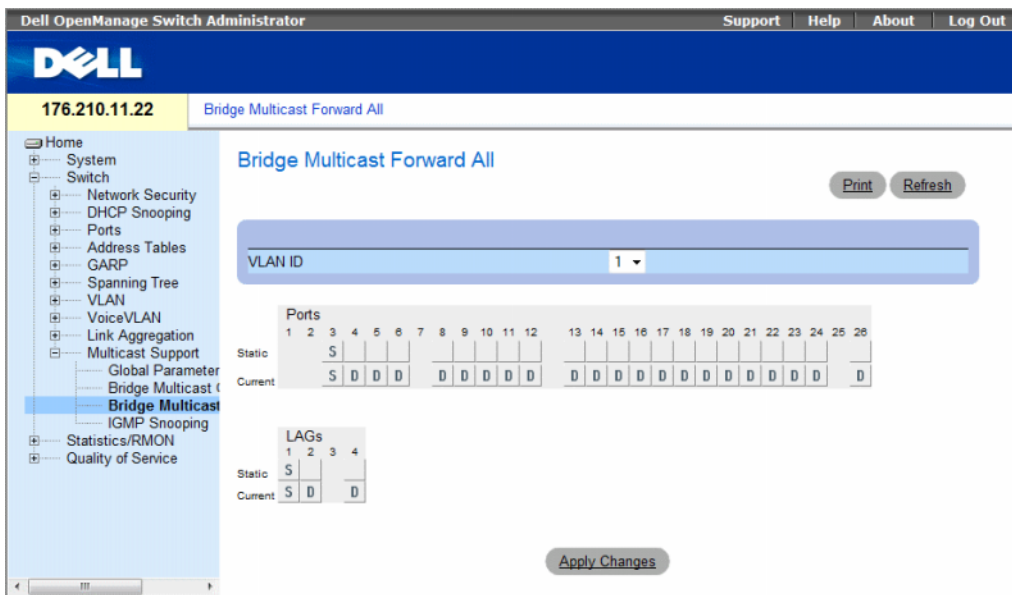 Dell OpenManage Switch Administrator Support Help About Log Out
DELL
176.210.11.22 Bridge Multicast Forward All
Home
System
Switch
Network Security
DHCP Snooping
Ports
Address Tables
GARP
Spanning Tree
VLAN
VoiceVLAN
Link Aggregation
Multicast Support
Global Parameter
Bridge Multicast
Bridge Multicast
IGMP Snooping
Statistics/RMON
Quality of Service
Bridge Multicast Forward All
Print Refresh
VLAN ID 1
Ports
1 2 3 4 5 6 7 8 9 10 11 12 13 14 15 16 17 18 19 20 21 22 23 24 25 26
Static S
Current S D D D D D D D D D D D D D D D D D D D D D
LAGs
1 2 3 4
Static S
Current S D D
Apply Changes